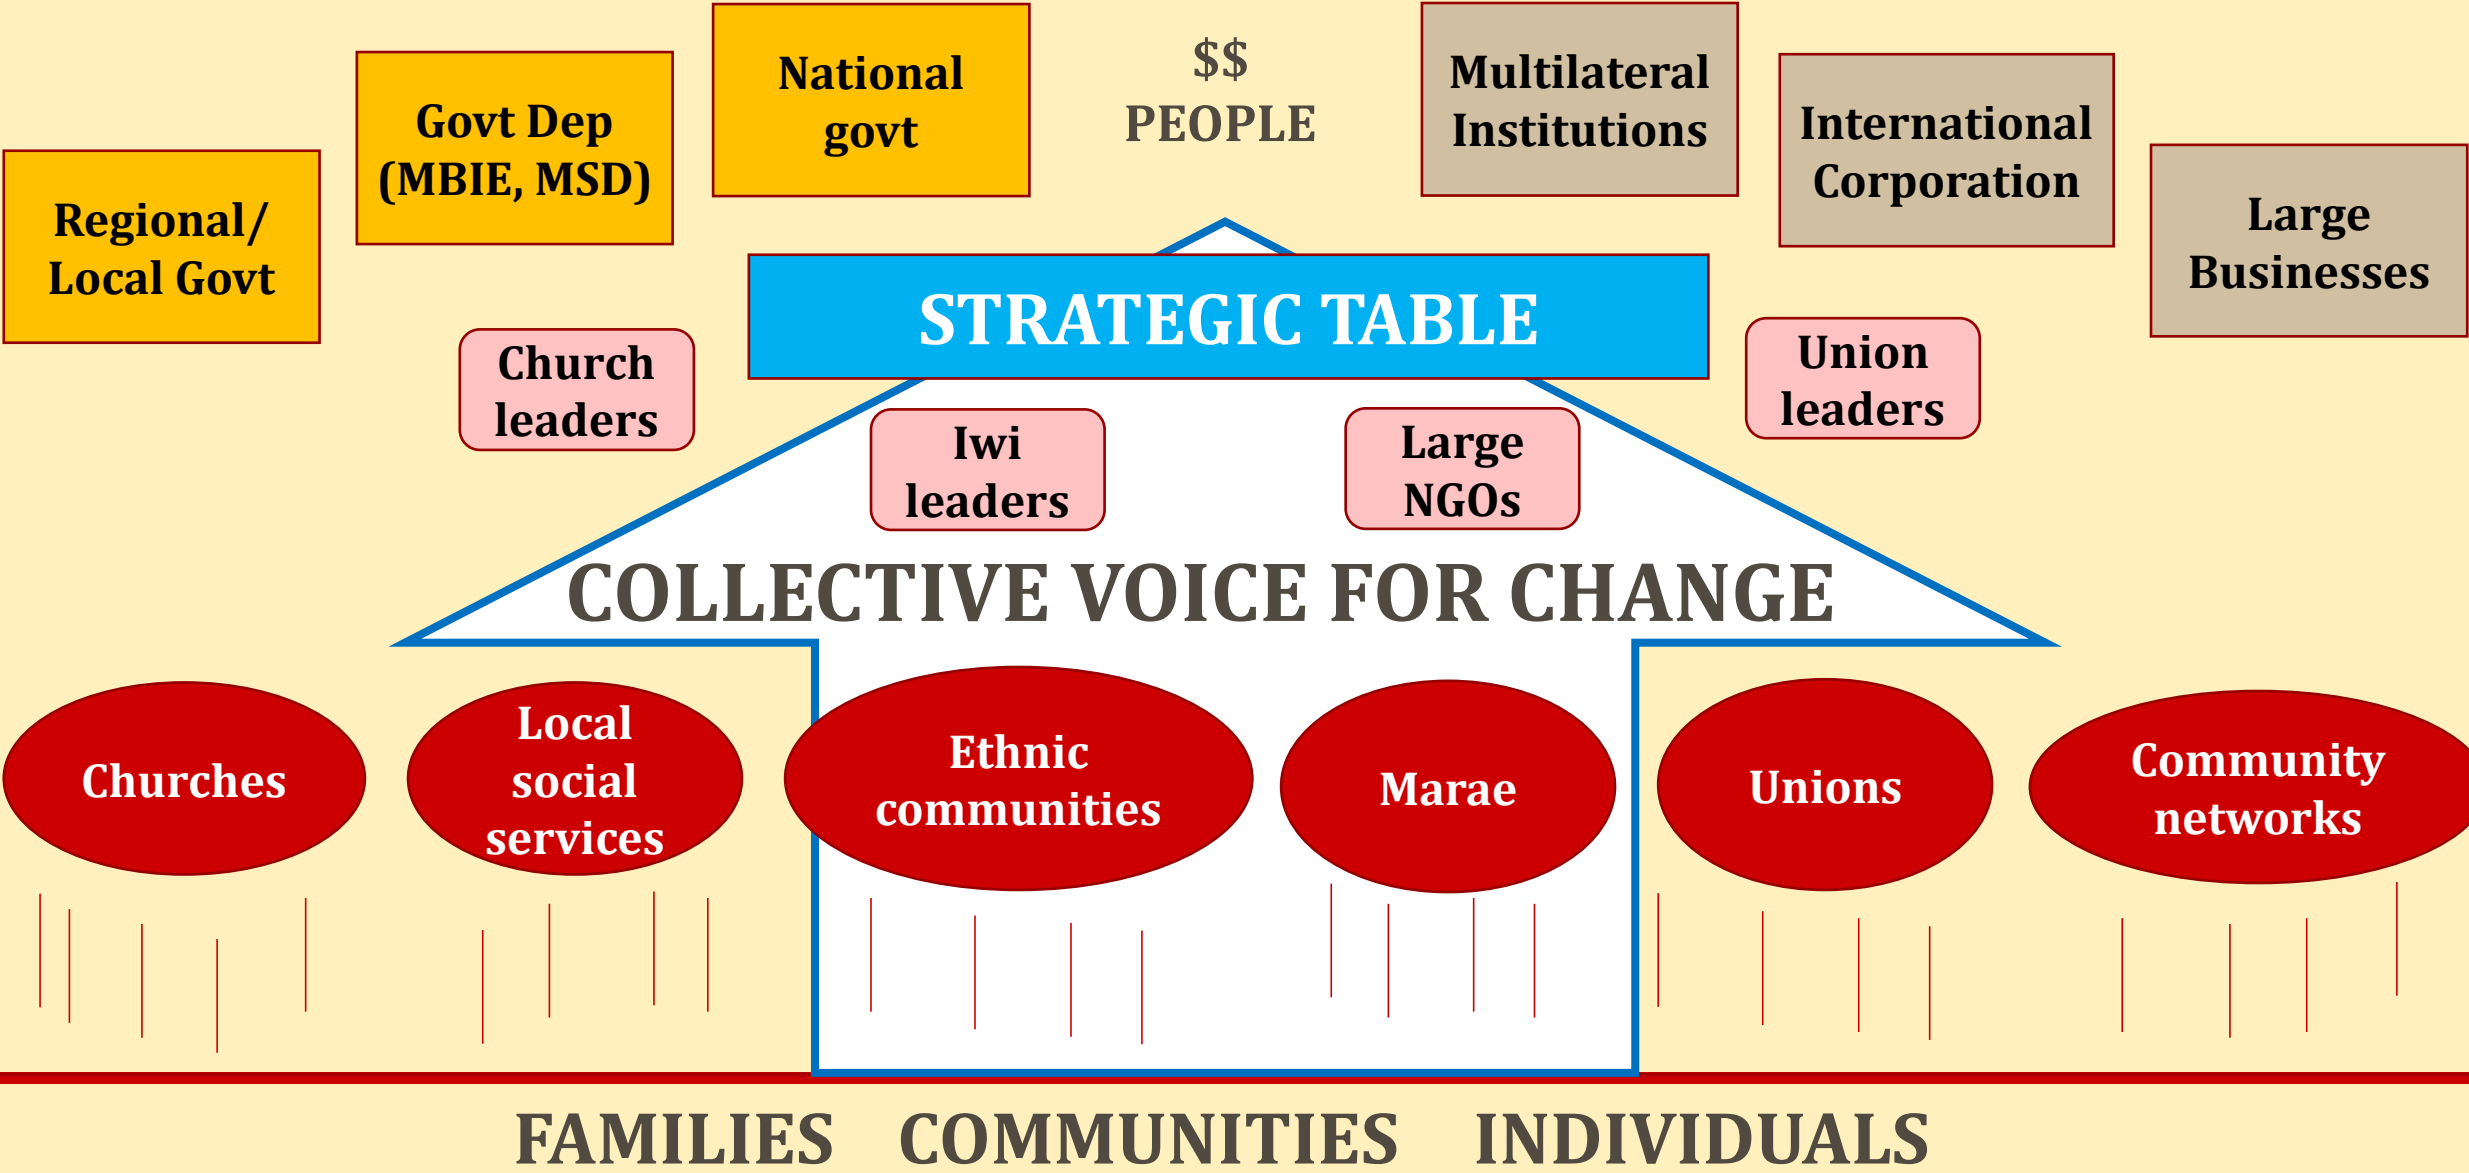 National
govt
$$
PEOPLE
Multilateral
Institutions
Govt Dep
(MBIE, MSD)
International
Corporation
Regional/
Local Govt
Large
Businesses
STRATEGIC TABLE
Church
leaders
Union
leaders
Iwi
leaders
Large
NGOs
COLLECTIVE VOICE FOR CHANGE
Churches
Local
social
services
Ethnic
communities
Marae
Unions
Community
networks
FAMILIES COMMUNITIES INDIVIDUALS